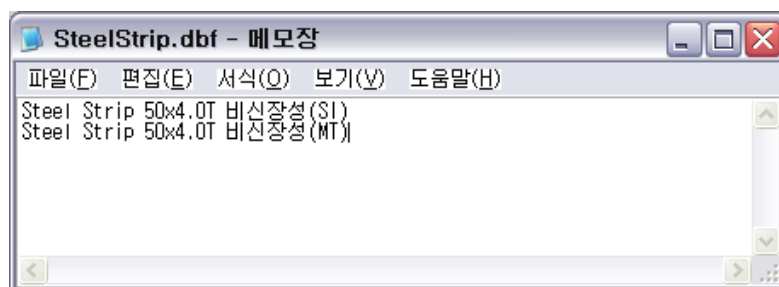 SteelStrip.dbf - 메모장
파일(F) 편집(E) 서식(O) 보기(V) 도움말(H)
Steel Strip 50x4.0T 비신장성(SI)
Steel Strip 50x4.0T 비신장성(MT)